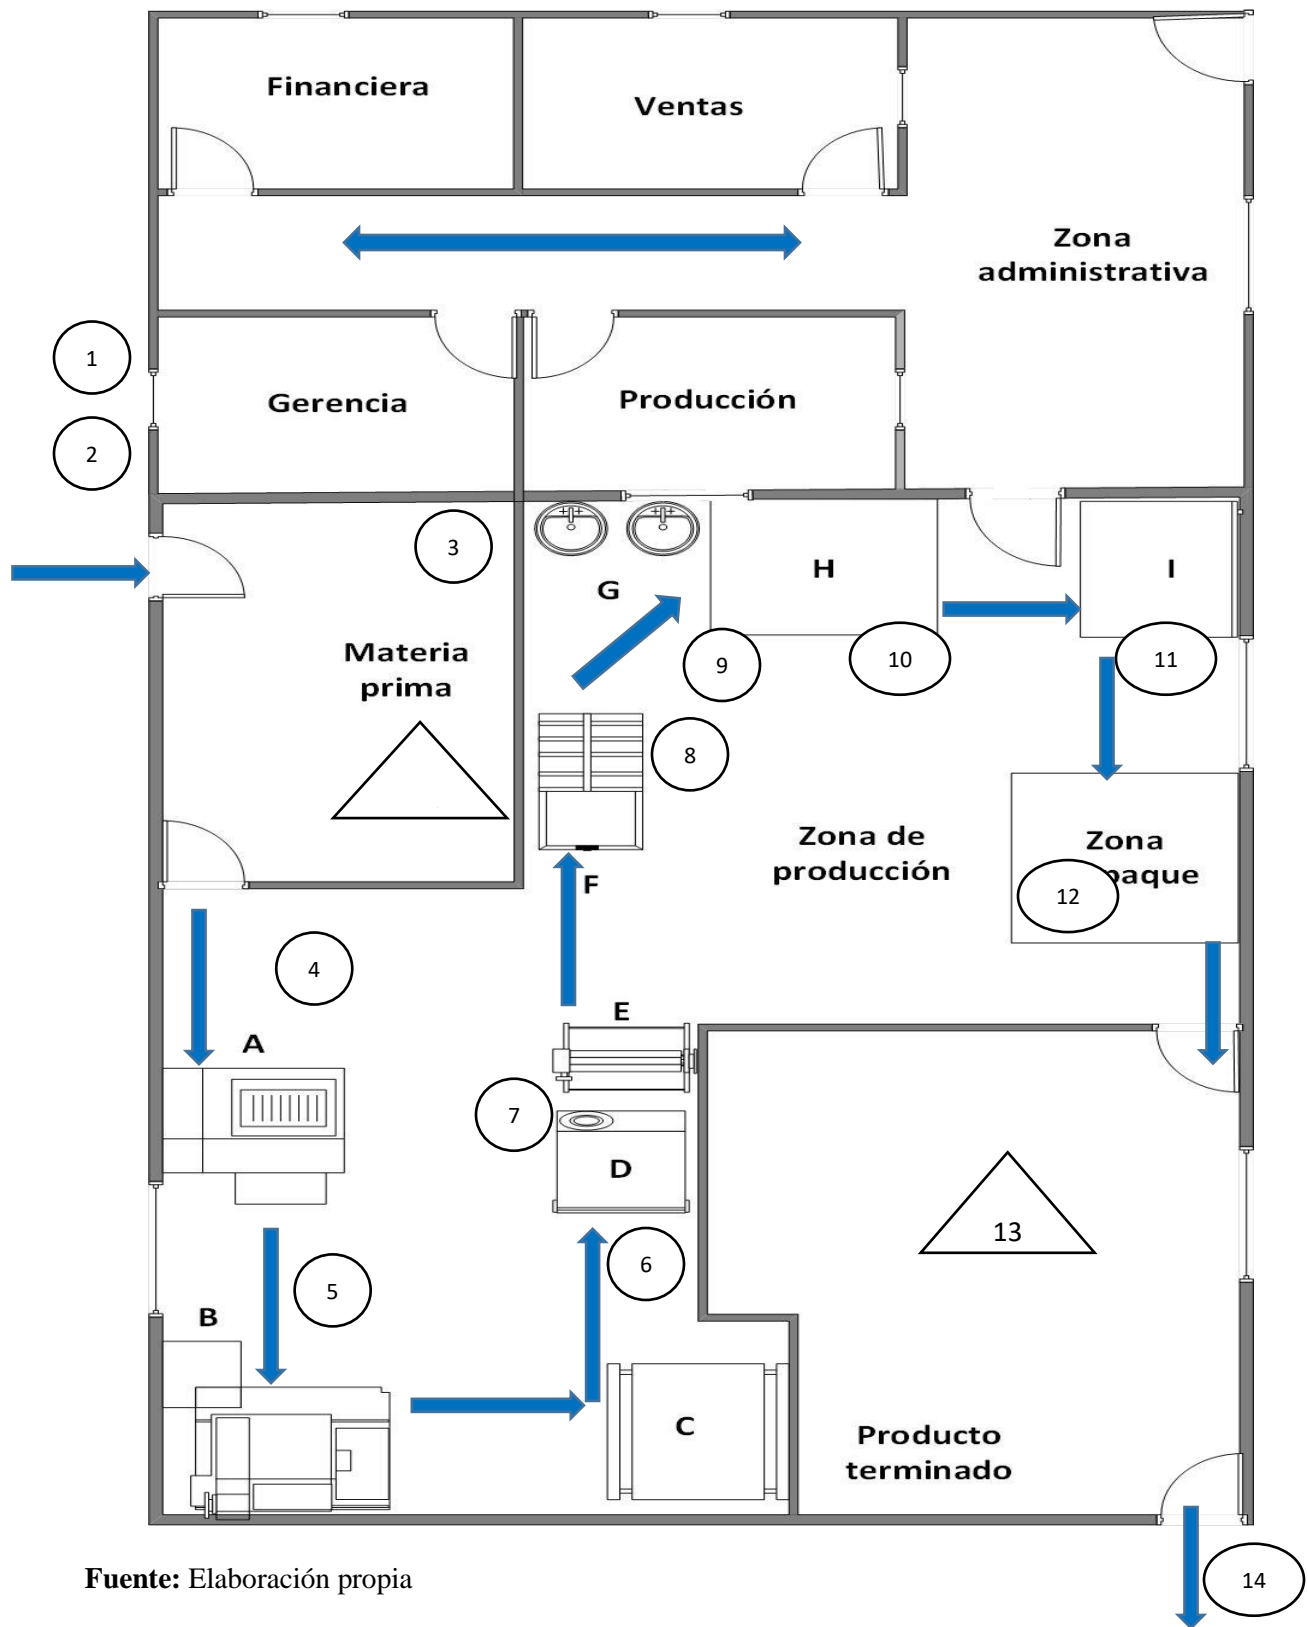 Financiera
Ventas
Zona
administrativa
1
Gerencia
Producción
2
3
G
H
I
Materia
prima
9
10
11
8
Zona de
producción
Zona
paque
12
F
4
E
A
7
D
13
6
5
B
C
Producto
terminado
Fuente: Elaboración propia
14